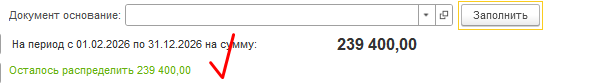 Документ основание: Заполнить
На период с 01.02.2026 по 31.12.2026 на сумму: 239 400,00
Осталось распределить 239 400,00